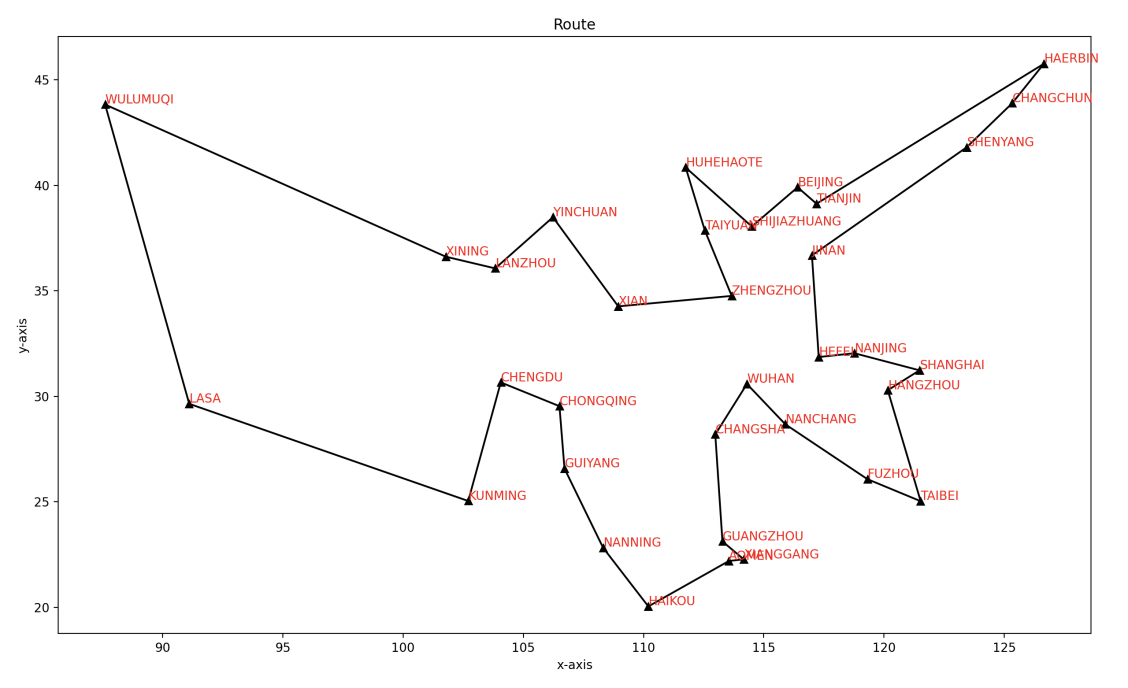 Route
HAERBIN
45
WULUMUQI
CHANGCHUN
SHENYANG
HUHEHAOTE
BEIJING
40
TIANJIN
YINCHUAN
TAIYUAN
SHIJIAZHUANG
XINING
JINAN
LANZHOU
35
ZHENGZHOU
XIAN
HEFEI
NANJING
SHANGHAI
HANGZHOU
CHENGDU
WUHAN
30
LASA
CHONGQING
CHANGSHA
NANCHANG
GUIYANG
FUZHOU
25
KUNMING
TAIBEI
NANNING
GUANGZHOU
AOMEN
XIANGGANG
20
HAIKOU
y-axis
90 95 100 105 110 115 120 125
x-axis